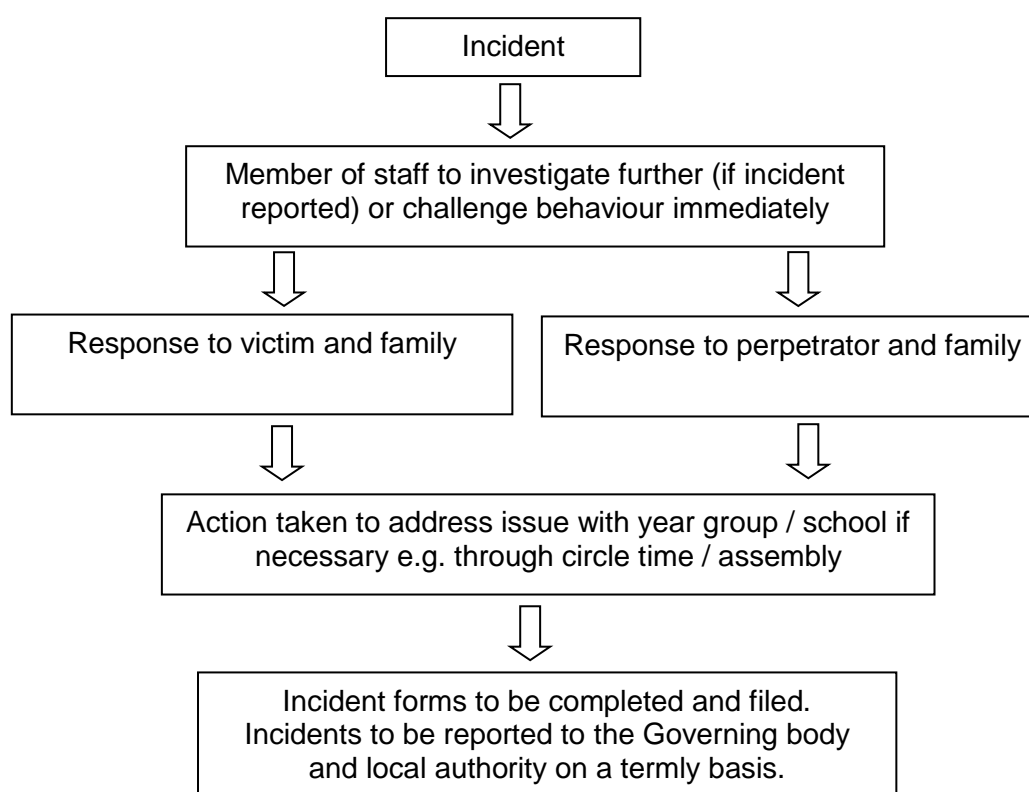 Incident
Member of staff to investigate further (if incident
reported) or challenge behaviour immediately
Response to victim and family
Response to perpetrator and family
Action taken to address issue with year group / school if
necessary e.g. through circle time / assembly
Incident forms to be completed and filed.
Incidents to be reported to the Governing body
and local authority on a termly basis.